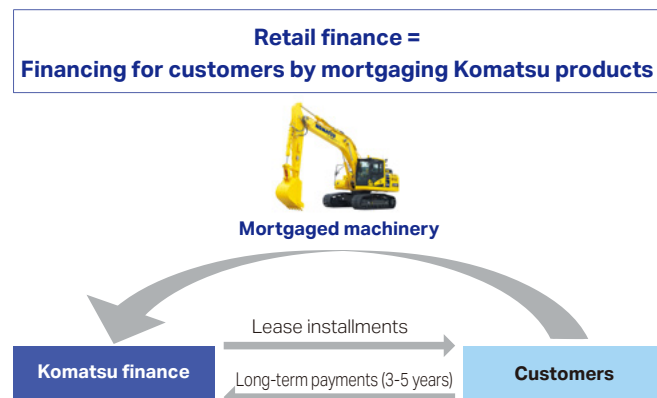 Retail finance =
Financing for customers by mortgaging Komatsu products
KOMATSU
Mortgaged machinery
Lease installments
Komatsu finance
Long-term payments (3-5 years)
Customers